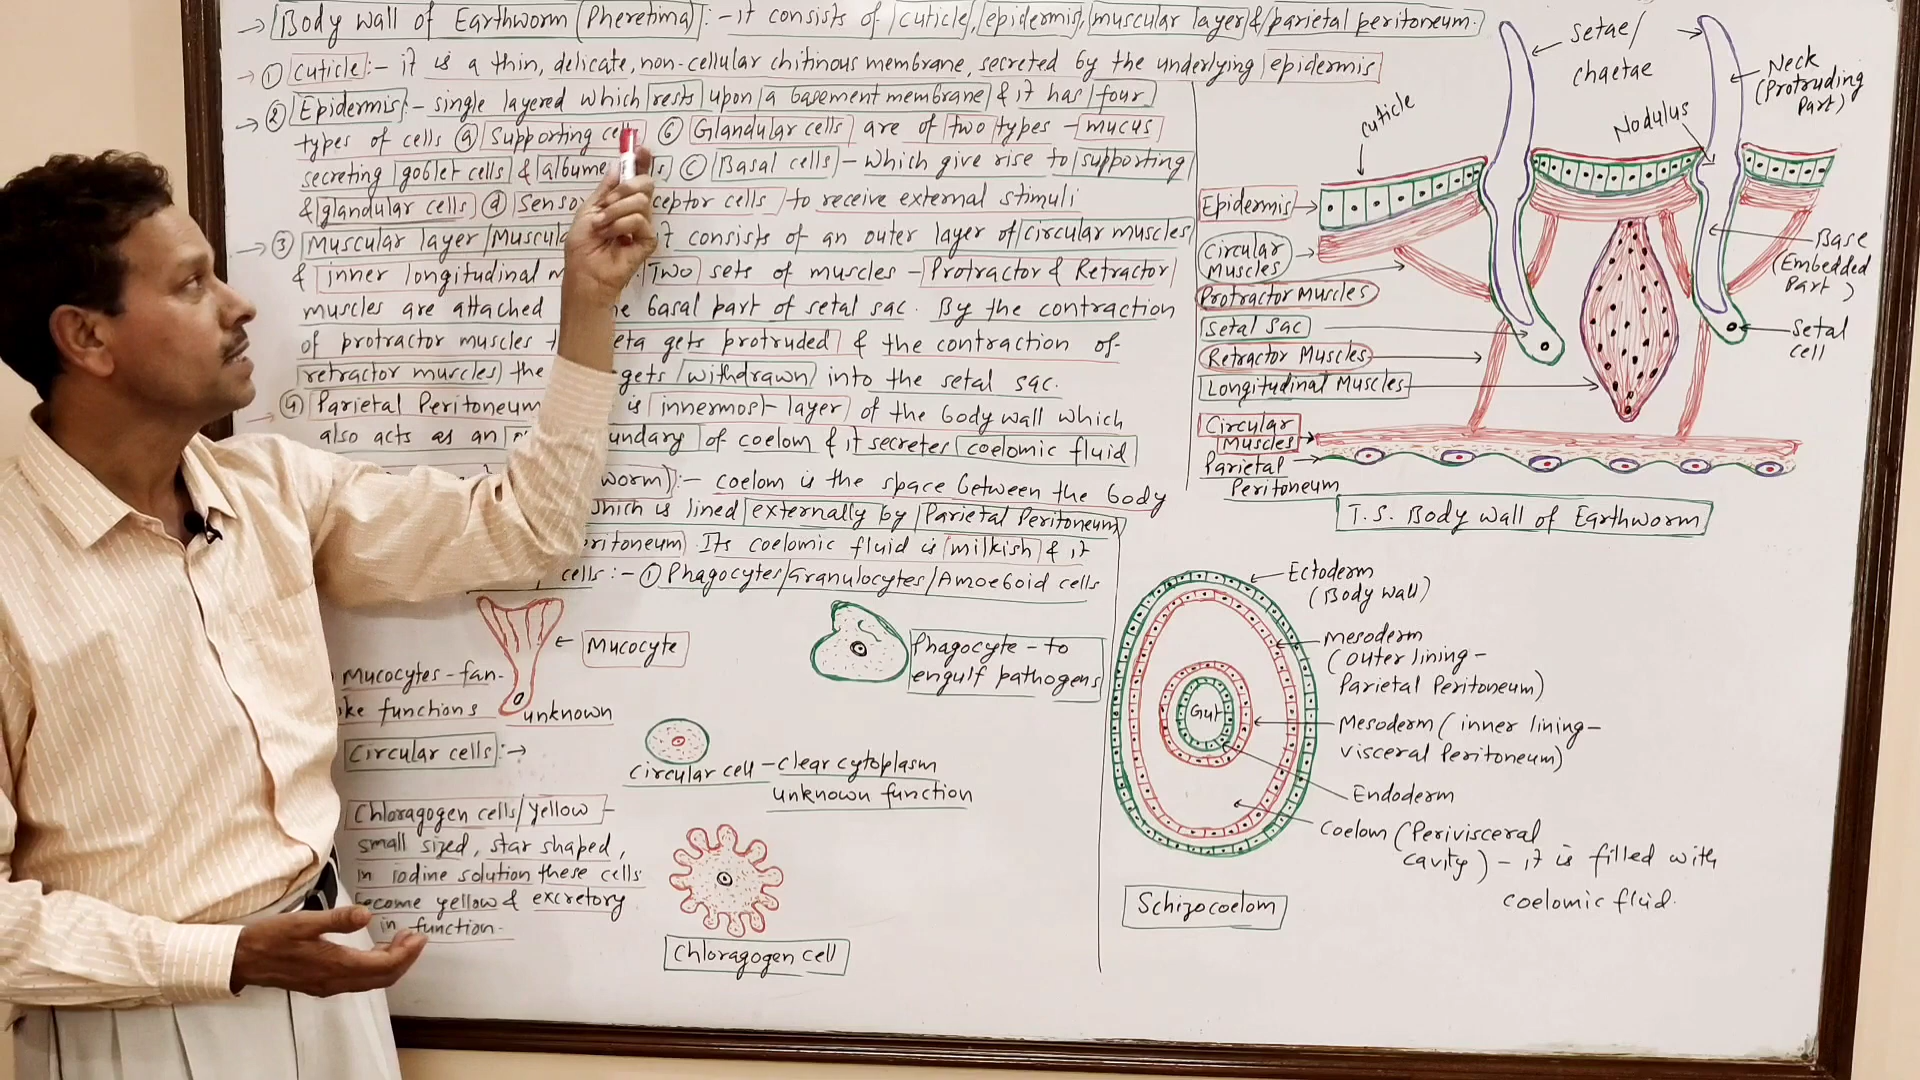 → Body wall of Earthworm (Pheretima) :- it consists of cuticle, epidermis, muscular layer & parietal peritoneum.
→ ① Cuticle :- it is a thin, delicate, non-cellular chitinous membrane, secreted by the underlying epidermis
→ ② Epidermis :- single layered which rests upon a basement membrane & it has four
types of cells ⓐ Supporting cells ⓑ Glandular cells are of two types - mucus
secreting goblet cells & ⓒ Basal cells - which give rise to supporting
& glandular cells ⓓ to receive external stimuli
→ ③ Muscular layer / consists of an outer layer of circular muscles
& inner longitudinal Two sets of muscles - Protractor & Retractor
muscles are attached basal part of setal sac. By the contraction
of protractor muscles gets protruded & the contraction of
retractor muscles the gets withdrawn into the setal sac.
→ ④ Parietal Peritoneum is innermost layer of the body wall which
also acts as an of coelom & it secretes coelomic fluid
:- coelom is the space between the body
which is lined externally by Parietal Peritoneum
Its coelomic fluid is milkish & it
cells :- ① Phagocytes/Granulocytes/Amoeboid cells
← Mucocyte
Phagocyte - to
engulf pathogens
Mucocytes - fan-
functions unknown
Circular cells :→
Circular cell - clear cytoplasm
unknown function
Chloragogen cells/yellow -
small sized, star shaped,
in iodine solution these cells
become yellow & excretory
in function.
Chloragogen cell
Setae/
chaetae
Neck
(Protruding
Part)
Nodulus
cuticle
Epidermis
Circular
Muscles
Protractor Muscles
Setal Sac
Retractor Muscles
Longitudinal Muscles
Circular
Muscles
Parietal
Peritoneum
Base
(Embedded
Part)
Setal
cell
T.S. Body wall of Earthworm
Ectoderm
(Body wall)
Mesoderm
(outer lining -
Parietal Peritoneum)
Gut
Mesoderm (inner lining -
visceral Peritoneum)
Endoderm
Coelom (Perivisceral
cavity) - it is filled with
coelomic fluid.
Schizocoelom